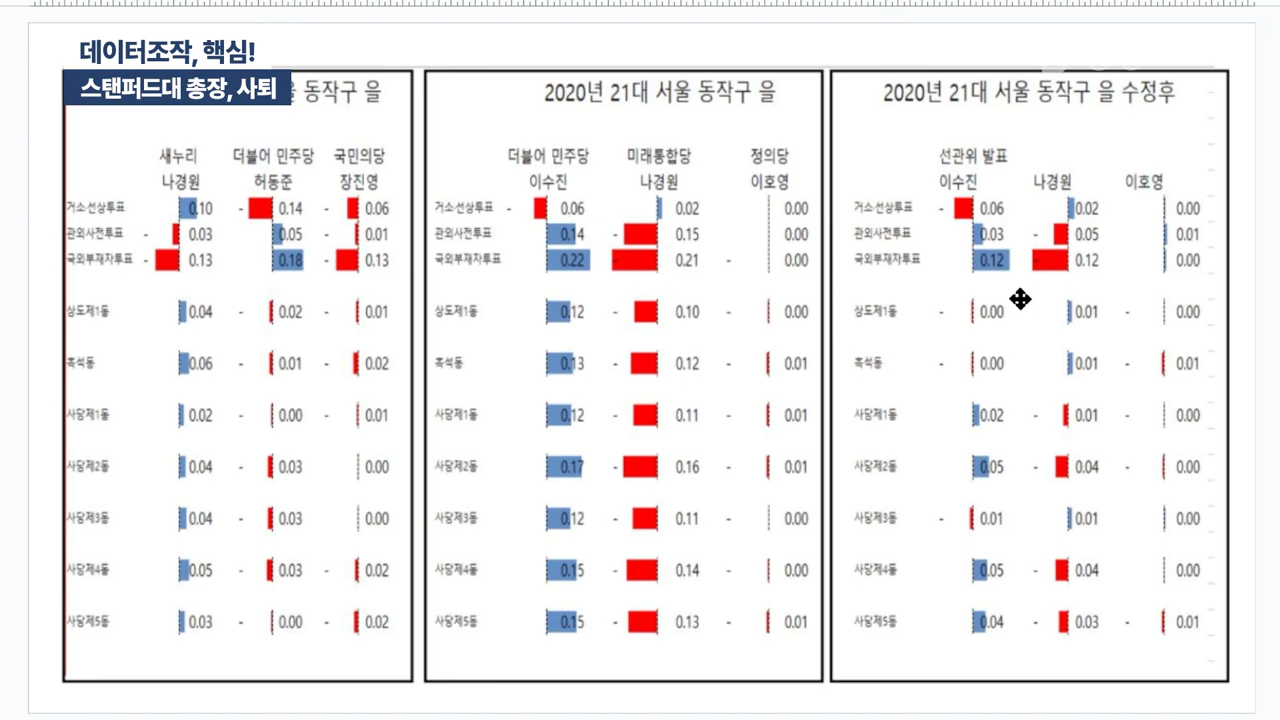 데이터조작, 핵심!
스탠퍼드대 총장, 사퇴
동작구 을
새누리 더불어 민주당 국민의당
나경원 허동준 장진영
거소·선상투표 0.10 - 0.14 - 0.06
관외사전투표 - 0.03 0.05 - 0.01
국외부재자투표 - 0.13 0.18 - 0.13
상도제1동 0.04 - 0.02 - 0.01
흑석동 0.06 - 0.01 - 0.02
사당제1동 0.02 - 0.00 - 0.01
사당제2동 0.04 - 0.03 0.00
사당제3동 0.04 - 0.03 0.00
사당제4동 0.05 - 0.03 - 0.02
사당제5동 0.03 - 0.00 - 0.02
2020년 21대 서울 동작구 을
더불어 민주당 미래통합당 정의당
이수진 나경원 이호영
거소·선상투표 - 0.06 0.02 0.00
관외사전투표 0.14 - 0.15 0.00
국외부재자투표 0.22 - 0.21 - 0.00
상도제1동 0.12 - 0.10 - 0.00
흑석동 0.13 - 0.12 - 0.01
사당제1동 0.12 - 0.11 - 0.01
사당제2동 0.17 - 0.16 - 0.01
사당제3동 0.12 - 0.11 - 0.00
사당제4동 0.15 - 0.14 - 0.00
사당제5동 0.15 - 0.13 - 0.01
2020년 21대 서울 동작구 을 수정후
선관위 발표
이수진 나경원 이호영
거소·선상투표 - 0.06 0.02 0.00
관외사전투표 0.03 - 0.05 0.01
국외부재자투표 0.12 - 0.12 0.00
상도제1동 - 0.00 0.01 - 0.00
흑석동 - 0.00 0.01 - 0.01
사당제1동 0.02 - 0.01 - 0.00
사당제2동 0.05 - 0.04 - 0.00
사당제3동 - 0.01 0.01 0.00
사당제4동 0.05 - 0.04 0.00
사당제5동 0.04 - 0.03 - 0.01